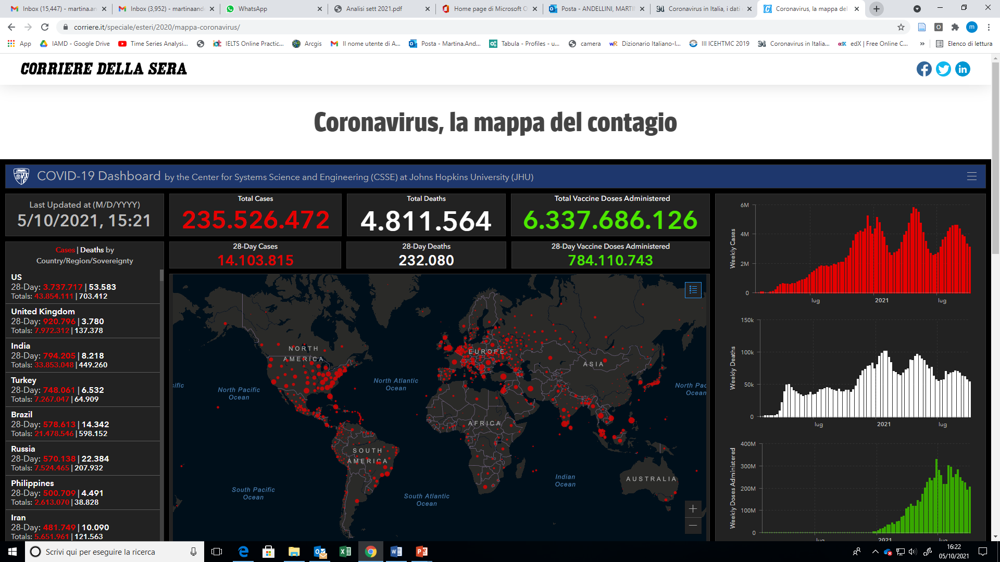 Inbox (15,447) - martina.an
Inbox (3,952) - martinaand
WhatsApp
Analisi sett 2021.pdf
Home page di Microsoft O
Posta - ANDELLINI, MARTI
Coronavirus in Italia, i dati
Coronavirus, la mappa del
corriere.it/speciale/esteri/2020/mappa-coronavirus/
m
App
IAMD - Google Drive
Time Series Analysi...
IELTS Online Practic...
Arcgis
Il nome utente di A...
Posta - Martina.And...
Tabula - Profiles - u...
camera
Dizionario Italiano-I...
III ICEHTMC 2019
Coronavirus in Italia...
edX | Free Online C...
»
Elenco di lettura
CORRIERE DELLA SERA
Coronavirus, la mappa del contagio
COVID-19 Dashboard by the Center for Systems Science and Engineering (CSSE) at Johns Hopkins University (JHU)
Last Updated at (M/D/YYYY)
5/10/2021, 15:21
Total Cases
235.526.472
Total Deaths
4.811.564
Total Vaccine Doses Administered
6.337.686.126
28-Day Cases
14.103.815
28-Day Deaths
232.080
28-Day Vaccine Doses Administered
784.110.743
Cases | Deaths by
Country/Region/Sovereignty
US
28-Day: 3.737.717 | 53.583
Totals: 43.854.111 | 703.412
United Kingdom
28-Day: 920.796 | 3.780
Totals: 7.972.312 | 137.378
India
28-Day: 794.205 | 8.218
Totals: 33.853.048 | 449.260
Turkey
28-Day: 748.061 | 6.532
Totals: 7.267.047 | 64.909
Brazil
28-Day: 578.613 | 14.342
Totals: 21.478.546 | 598.152
Russia
28-Day: 570.138 | 22.384
Totals: 7.524.465 | 207.932
Philippines
28-Day: 500.709 | 4.491
Totals: 2.613.070 | 38.828
Iran
28-Day: 481.749 | 10.090
Totals: 5.651.961 | 121.563
NORTH
AMERICA
EUROPE
ASIA
North Atlantic
Ocean
North Pacific
Ocean
ific
North Pac
Ocean
AFRICA
SOUTH
AMERICA
Indian
Ocean
AUSTRALIA
South Pacific
Ocean
South Atlantic
Ocean
+
−
Weekly Cases
6M
4M
2M
0
lug
2021
lug
Weekly Deaths
150k
100k
50k
0
lug
2021
lug
Weekly Doses Administered
400M
300M
200M
100M
0
lug
2021
lug
Scrivi qui per eseguire la ricerca
16:22
05/10/2021